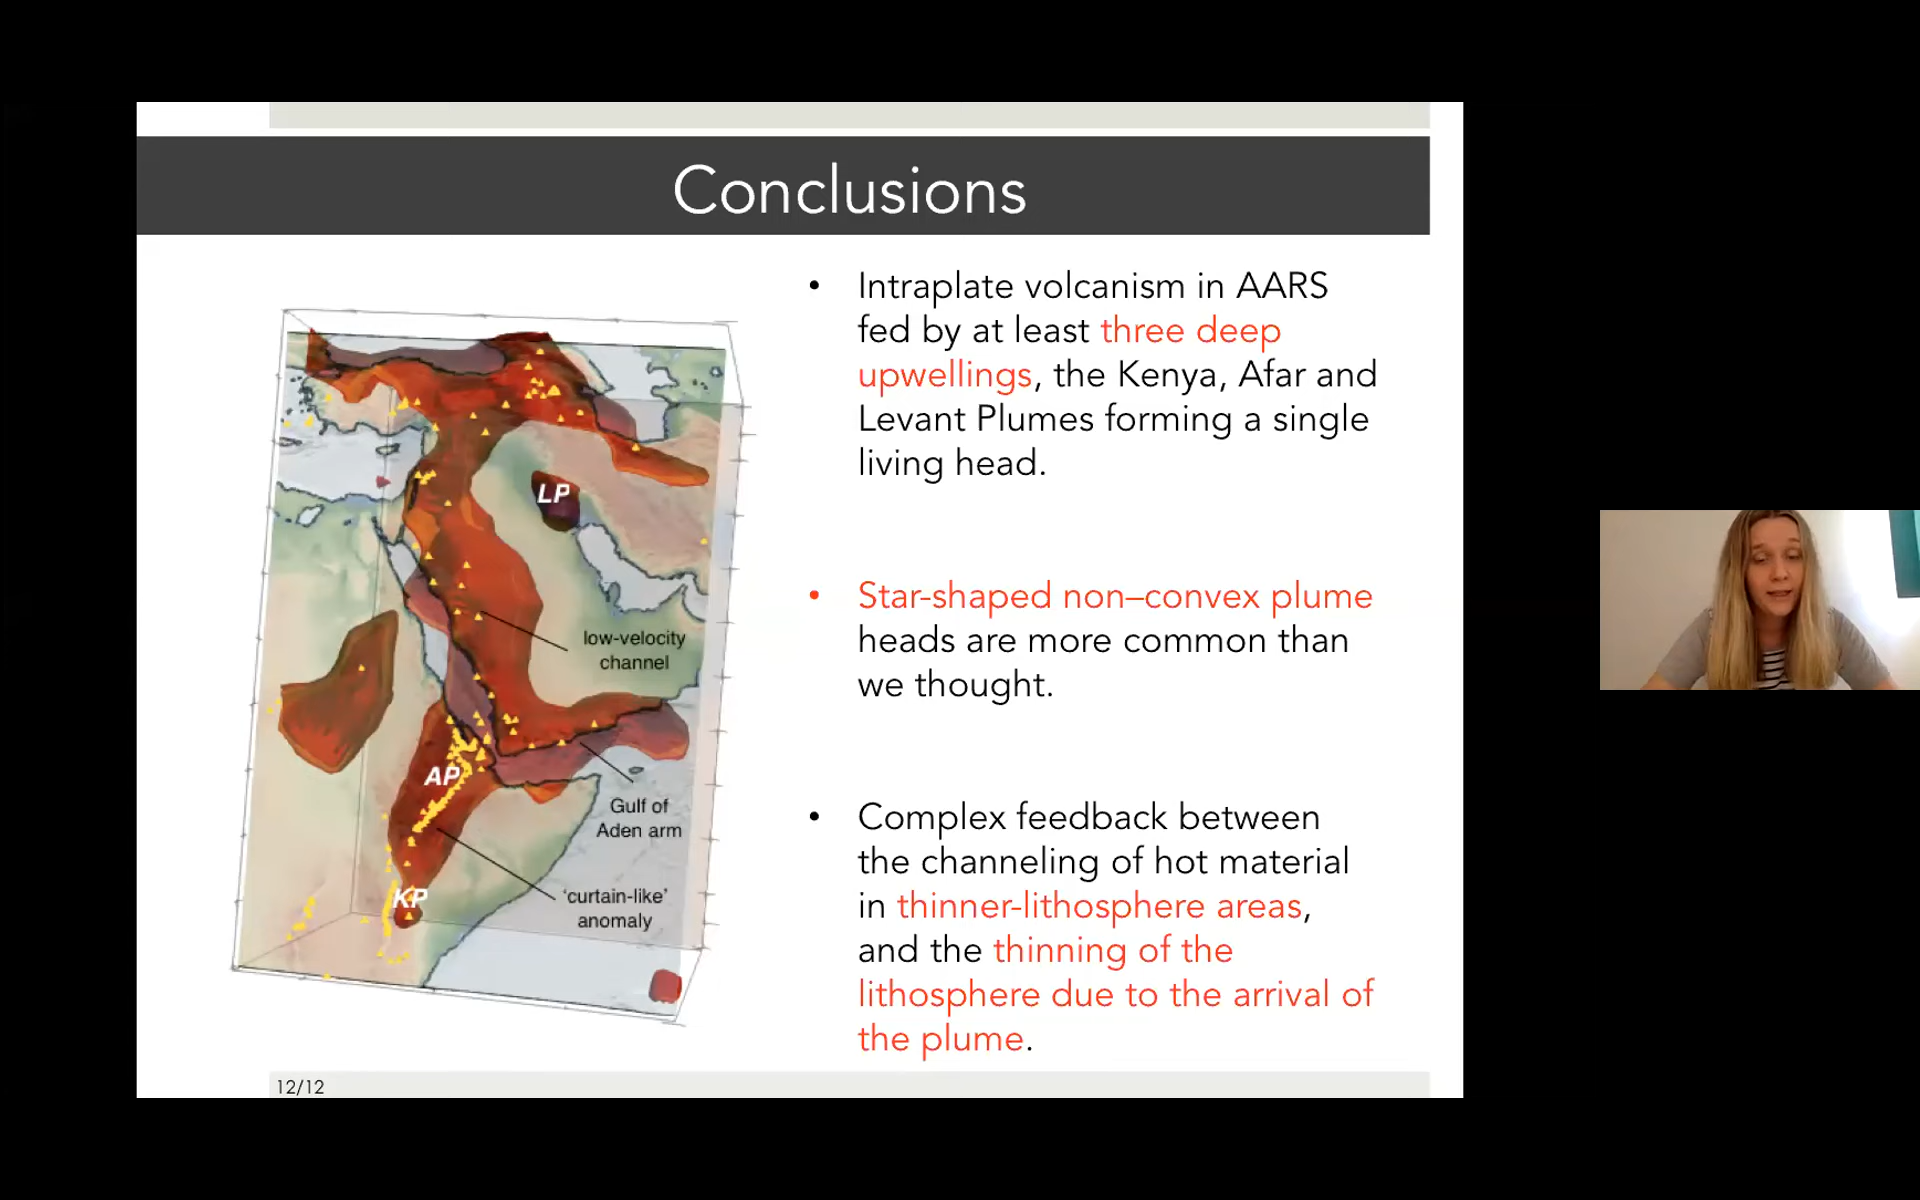 Conclusions
• Intraplate volcanism in AARS
fed by at least three deep
upwellings, the Kenya, Afar and
Levant Plumes forming a single
living head.
• Star-shaped non–convex plume
heads are more common than
we thought.
• Complex feedback between
the channeling of hot material
in thinner-lithosphere areas,
and the thinning of the
lithosphere due to the arrival of
the plume.
LP
low-velocity
channel
AP
Gulf of
Aden arm
KP
'curtain-like'
anomaly
12/12